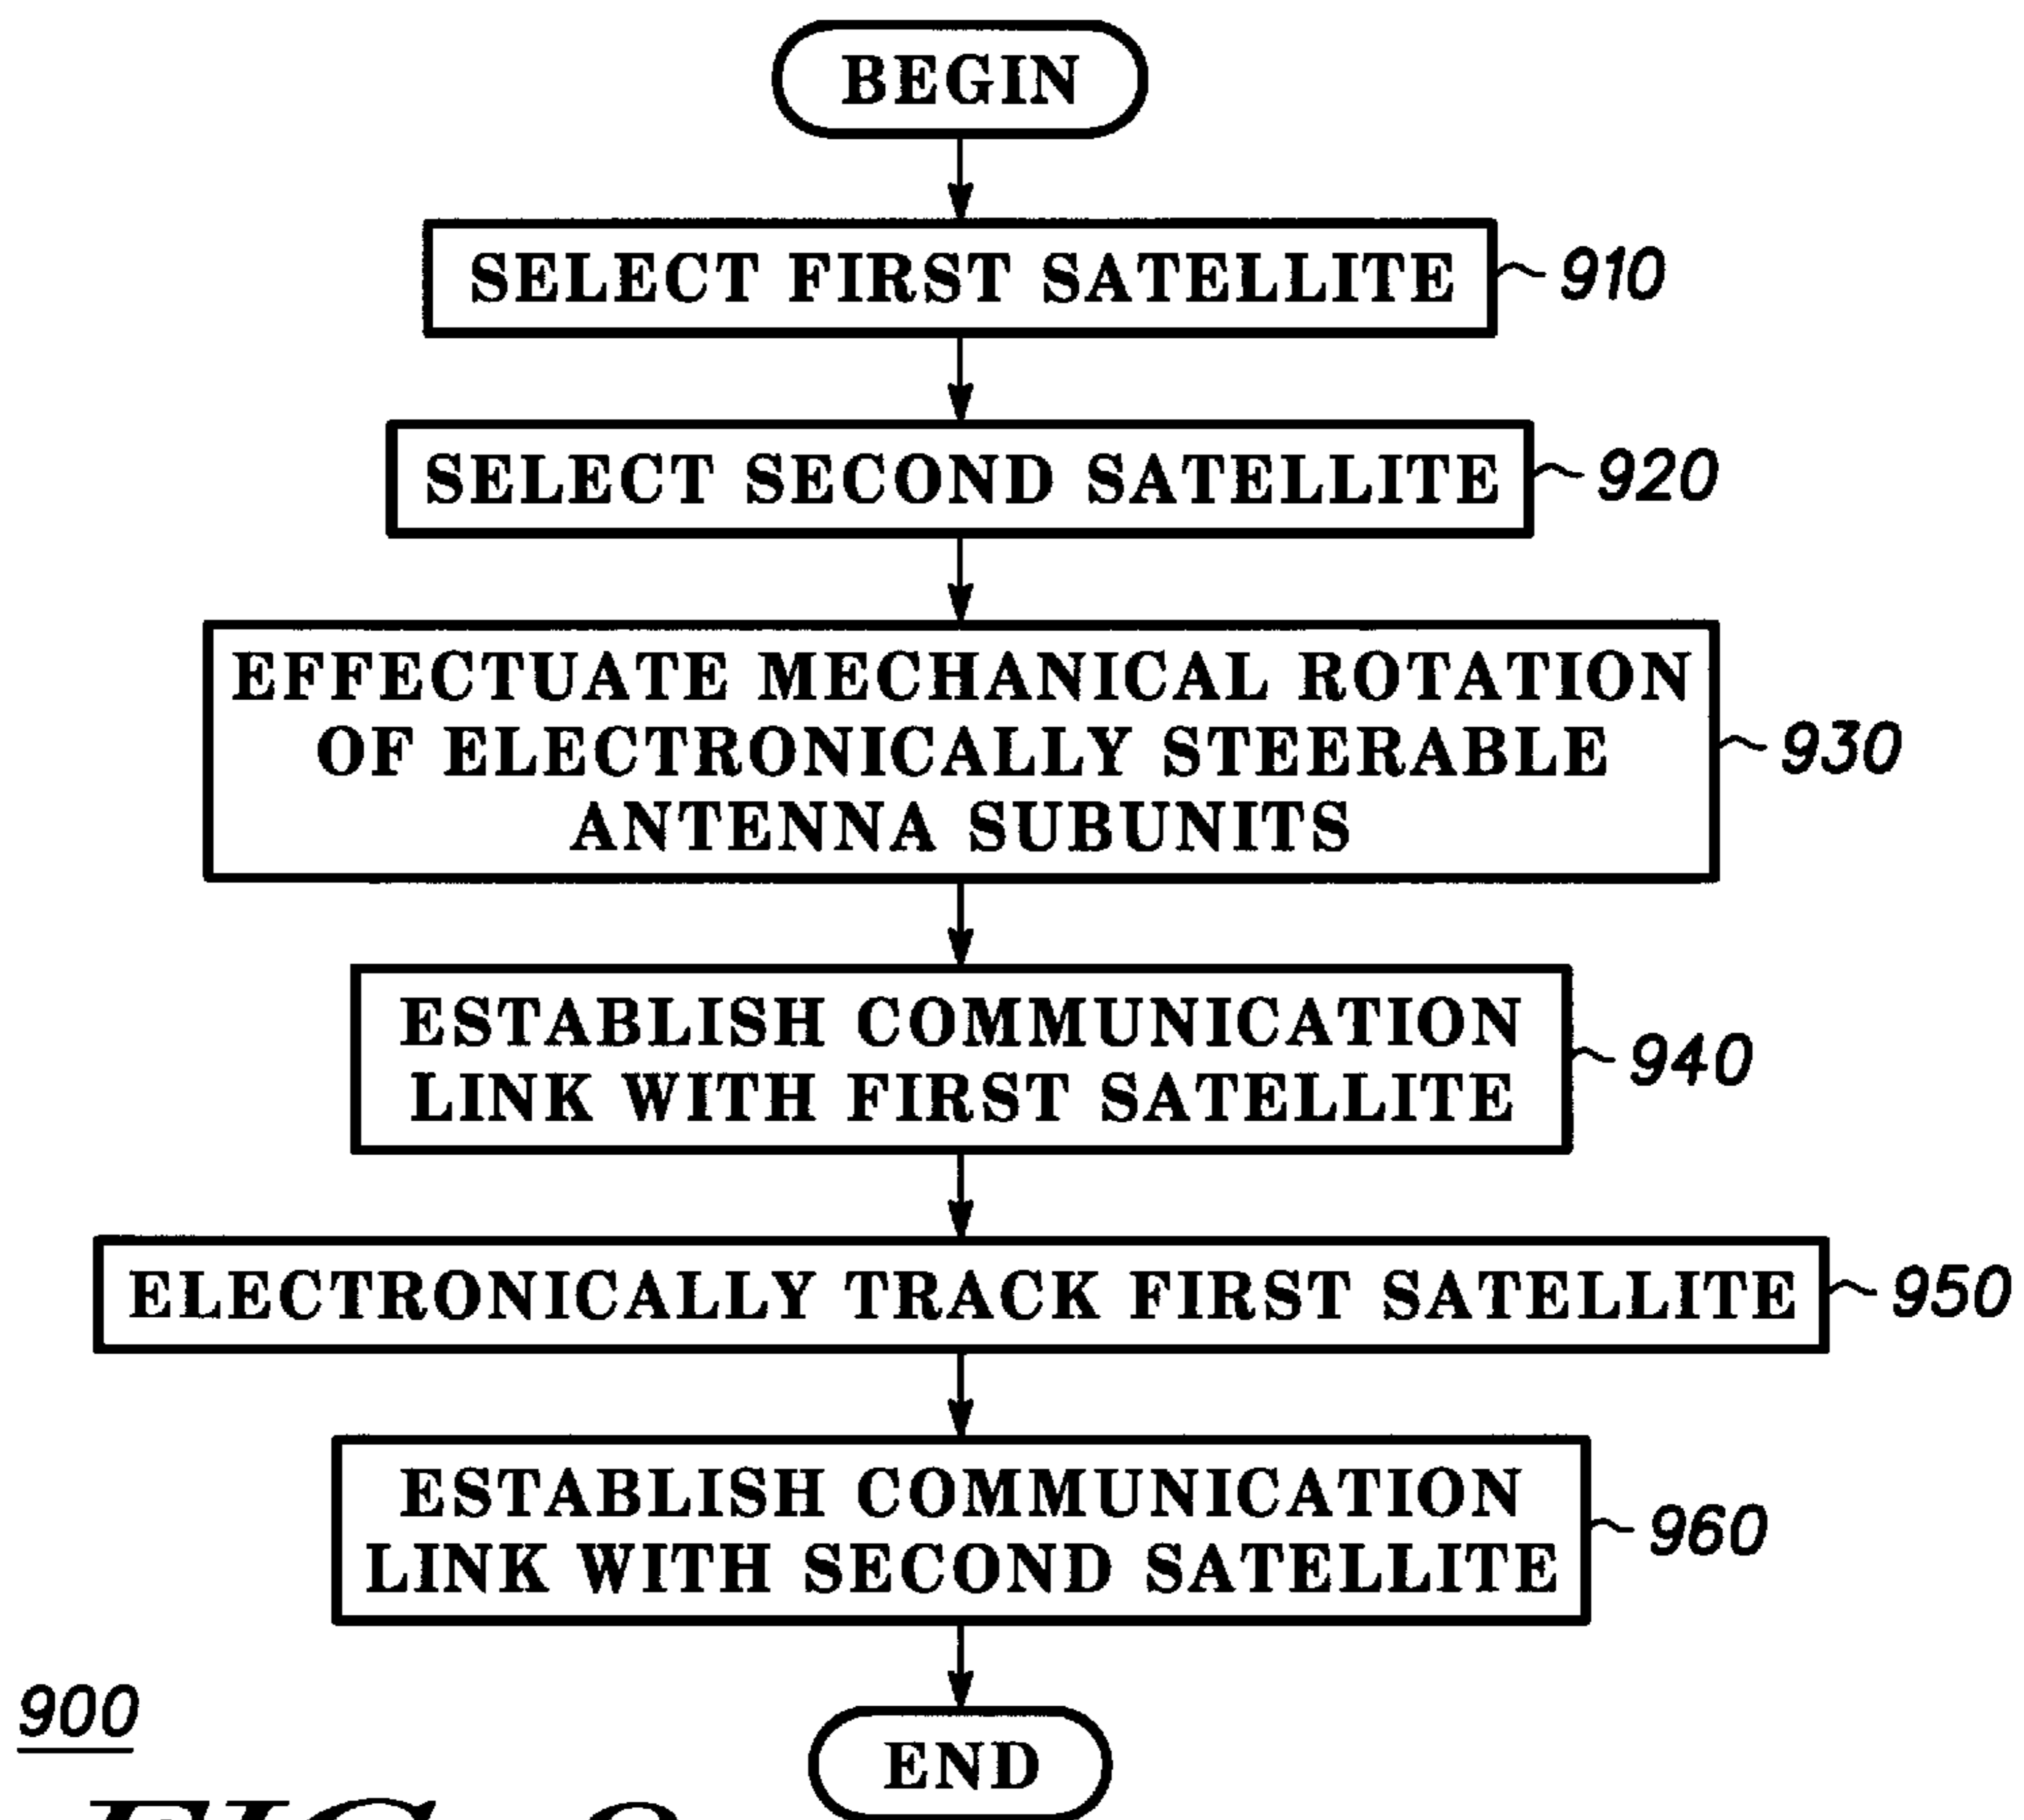 BEGIN
SELECT FIRST SATELLITE
910
SELECT SECOND SATELLITE
920
EFFECTUATE MECHANICAL ROTATION
OF ELECTRONICALLY STEERABLE
ANTENNA SUBUNITS
930
ESTABLISH COMMUNICATION
LINK WITH FIRST SATELLITE
940
ELECTRONICALLY TRACK FIRST SATELLITE
950
ESTABLISH COMMUNICATION
LINK WITH SECOND SATELLITE
960
900
END